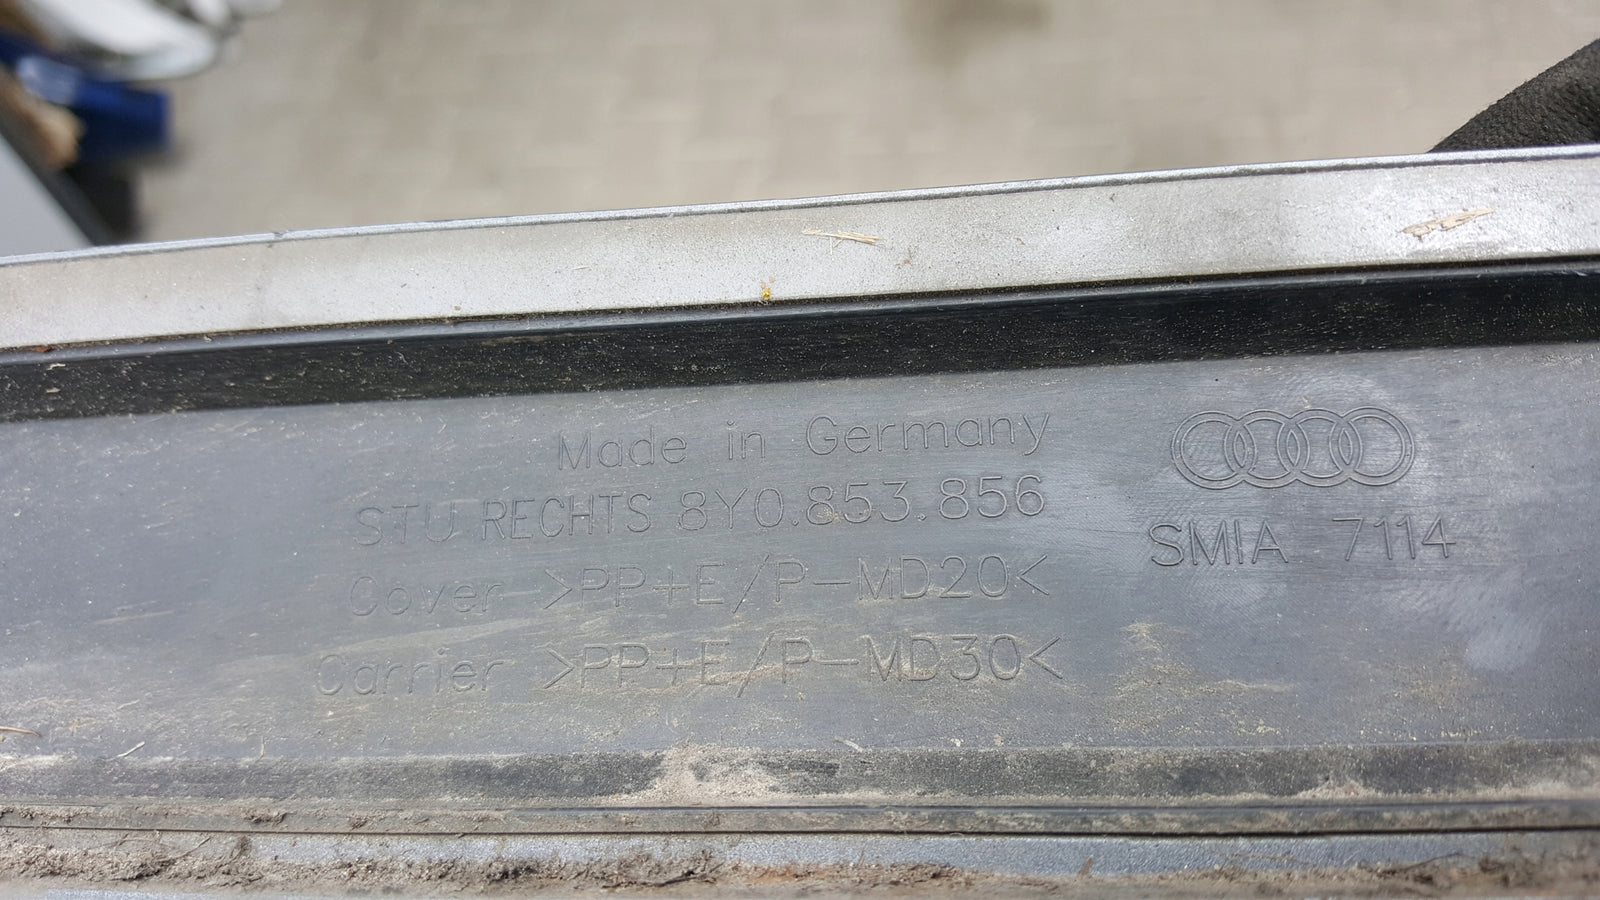 Made in Germany
STU RECHTS 8Y0.853.856
Cover >PP+E/P-MD20<
Carrier >PP+E/P-MD30<
SMIA 7114